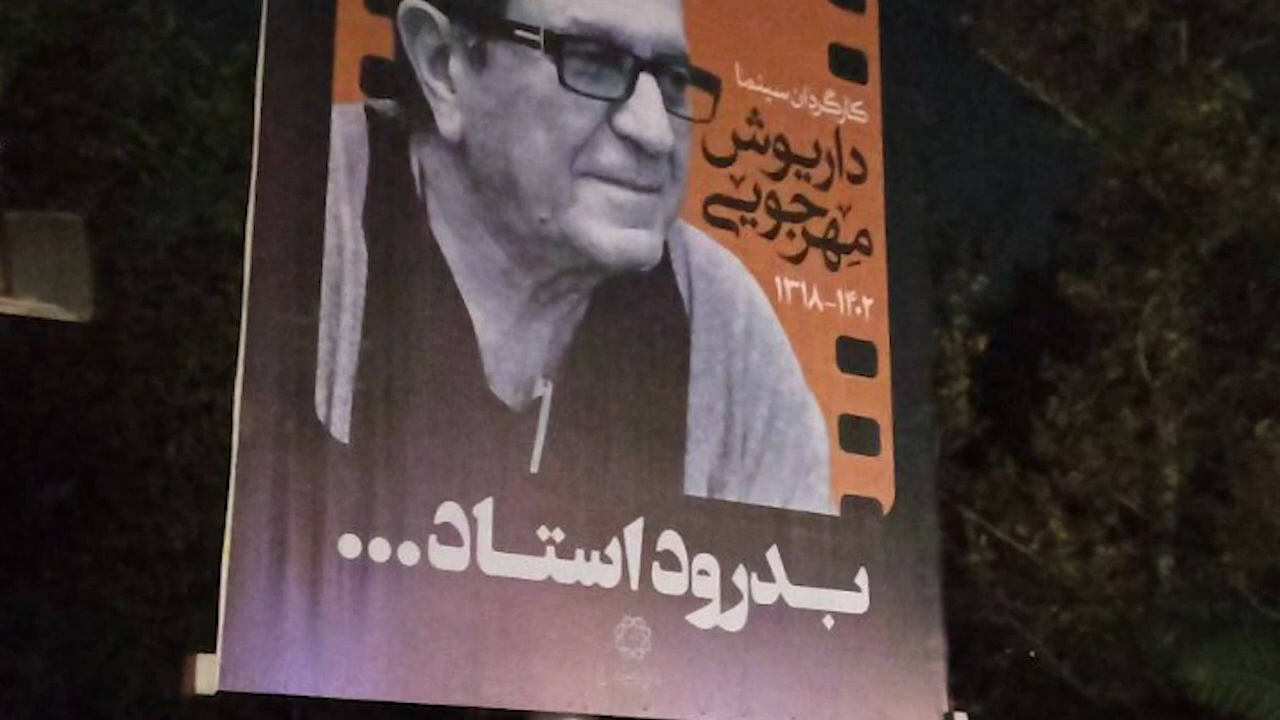 کارگردان سینما
داریوش
مهرجویی
۱۳۱۸-۱۴۰۲
بدرود استاد...